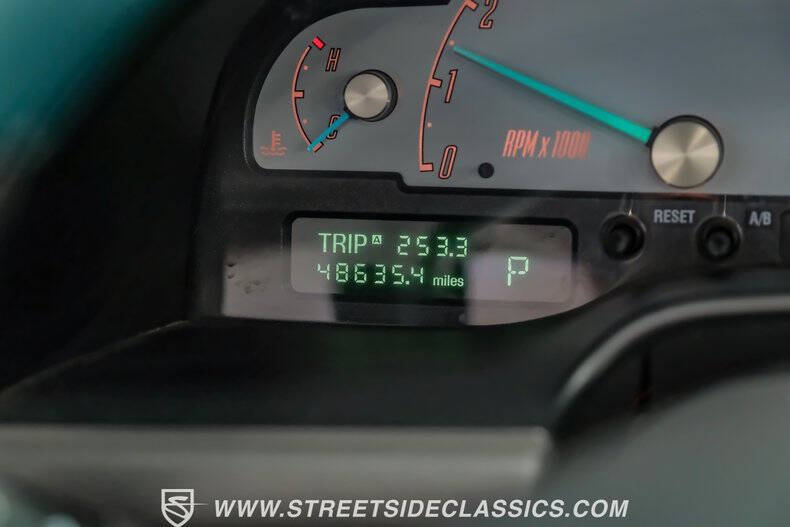 2
H
1
C
0
RPM x 1000
RESET A/B
TRIP A 253.3
48635.4 miles
P
WWW.STREETSIDECLASSICS.COM